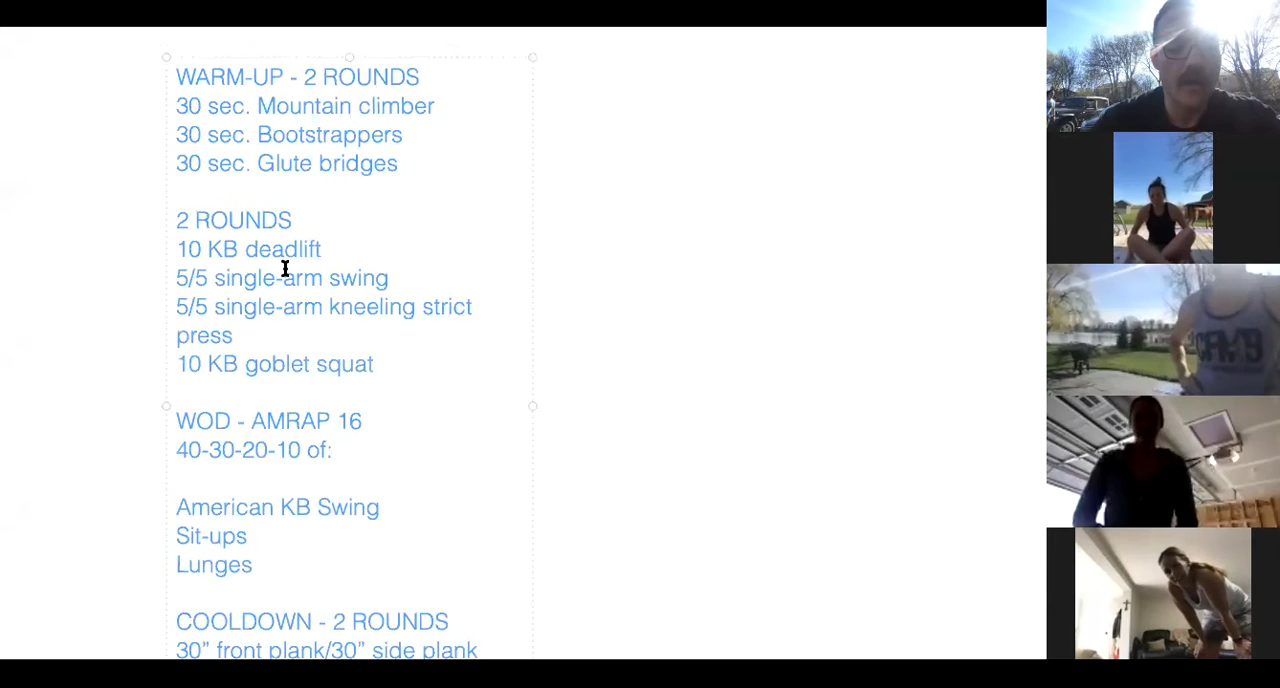 WARM-UP - 2 ROUNDS
30 sec. Mountain climber
30 sec. Bootstrappers
30 sec. Glute bridges
2 ROUNDS
10 KB deadlift
5/5 single-arm swing
5/5 single-arm kneeling strict
press
10 KB goblet squat
WOD - AMRAP 16
40-30-20-10 of:
American KB Swing
Sit-ups
Lunges
COOLDOWN - 2 ROUNDS
30” front plank/30” side plank